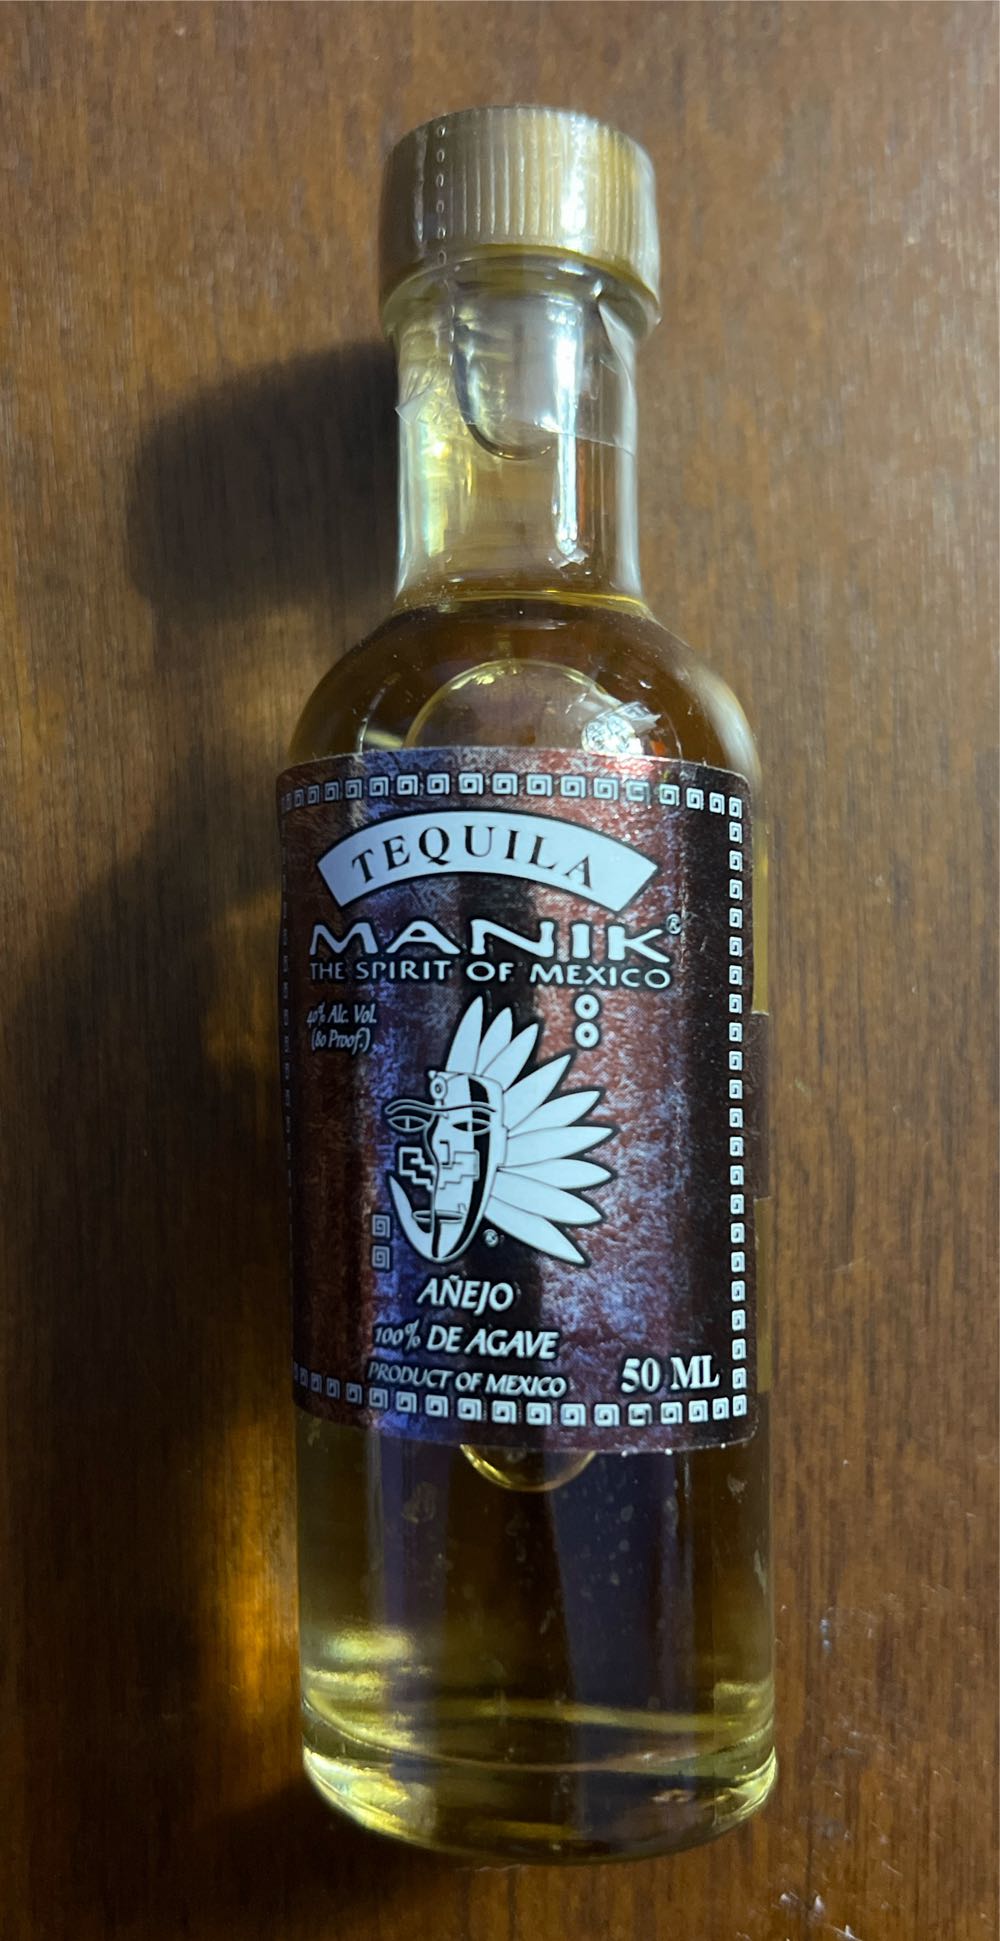 TEQUILA
MANIK®
THE SPIRIT OF MEXICO
40% Alc. Vol.
(80 Proof.)
®
AÑEJO
100% DE AGAVE
PRODUCT OF MEXICO
50 ML